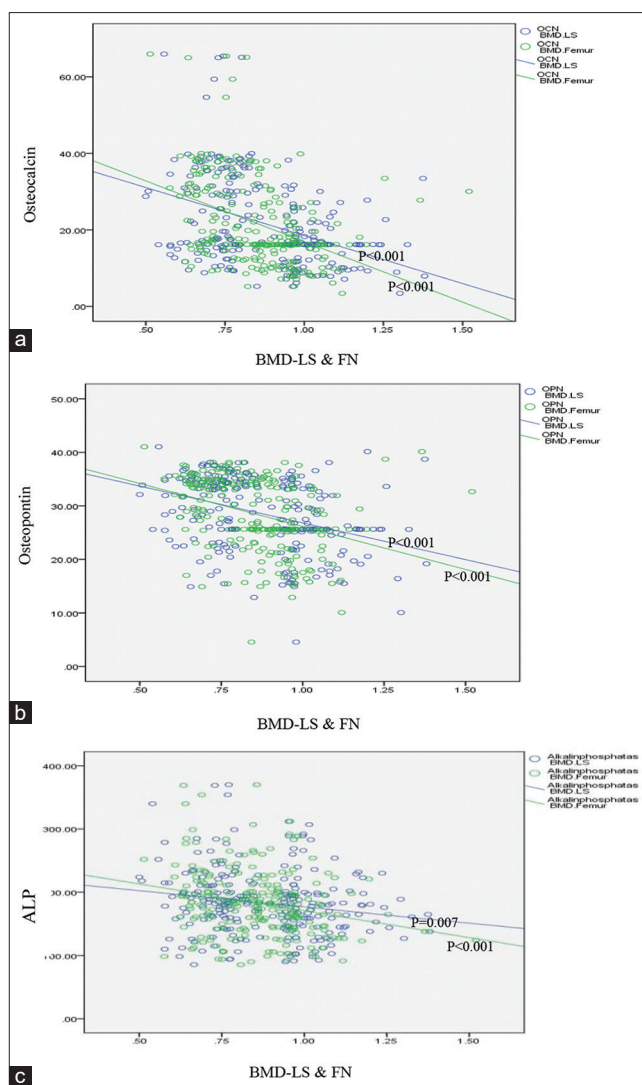 OCN
BMD.LS
OCN
BMD.Femur
OCN
BMD.LS
OCN
BMD.Femur
60.00
40.00
20.00
.00
Osteocalcin
P<0.001
P<0.001
.50 .75 1.00 1.25 1.50
a
BMD-LS & FN
OPN
BMD.LS
OPN
BMD.Femur
OPN
BMD.LS
OPN
BMD.Femur
50.00
40.00
30.00
20.00
10.00
.00
Osteopontin
P<0.001
P<0.001
.50 .75 1.00 1.25 1.50
b
BMD-LS & FN
Alkalinphosphatas
BMD.LS
Alkalinphosphatas
BMD.Femur
Alkalinphosphatas
BMD.LS
Alkalinphosphatas
BMD.Femur
400.00
300.00
00.00
00.00
.00
ALP
P=0.007
P<0.001
.50 .75 1.00 1.25 1.50
c
BMD-LS & FN